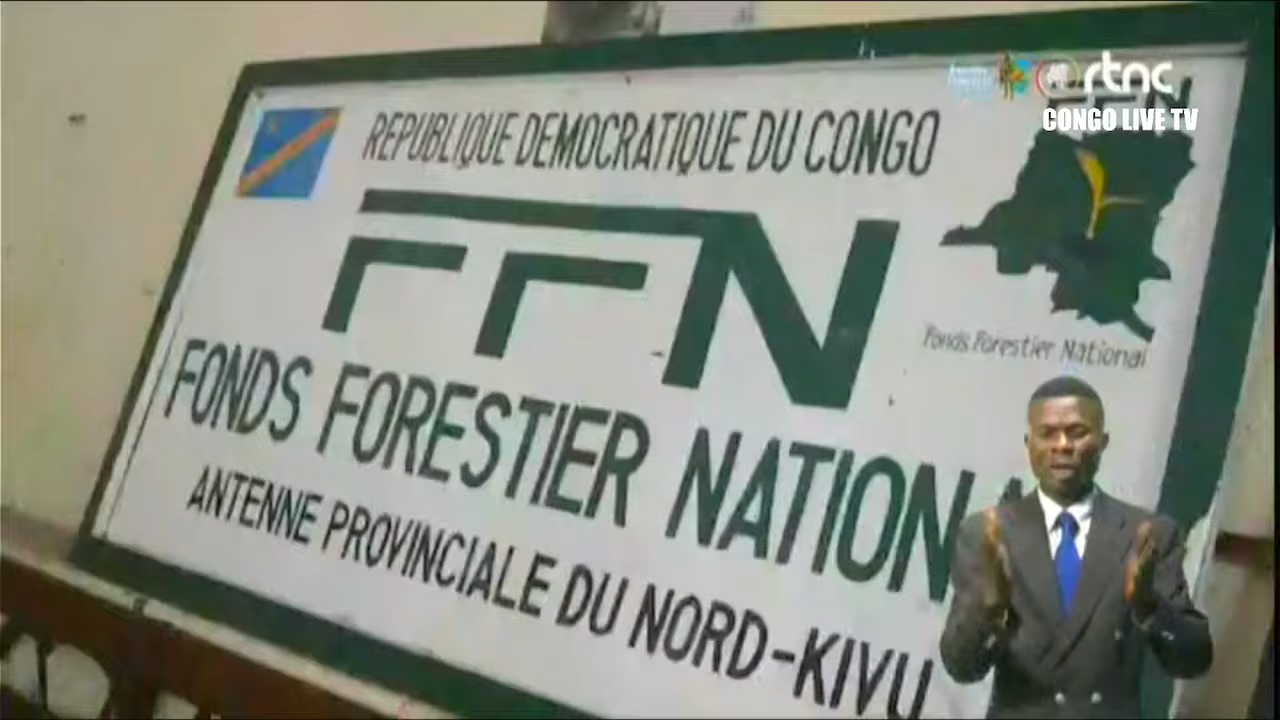 rtnc
CONGO LIVE TV
REPUBLIQUE DEMOCRATIQUE DU CONGO
FFN
FFN
Fonds Forestier National
FONDS FORESTIER NATION
ANTENNE PROVINCIALE DU NORD-KIVU